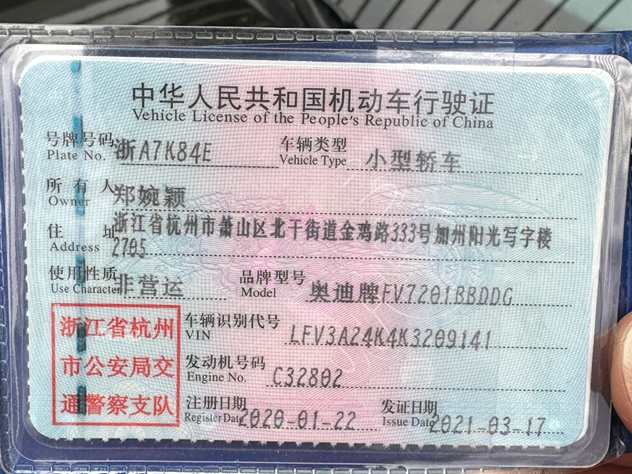 中华人民共和国机动车行驶证
Vehicle License of the People's Republic of China
号牌号码 浙A7K84E 车辆类型 小型轿车
Plate No. Vehicle Type
所有人 郑婉颖
Owner
住址 浙江省杭州市萧山区北干街道金鸡路333号加州阳光写字楼
Address 2705
使用性质 非营运 品牌型号 奥迪牌FV7201BBDDG
Use Character Model
浙江省杭州
市公安局交
通警察支队
车辆识别代号 LFV3A24K4K3209141
VIN
发动机号码 C32802
Engine No.
注册日期 2020-01-22 发证日期 2021-03-17
Register Date Issue Date